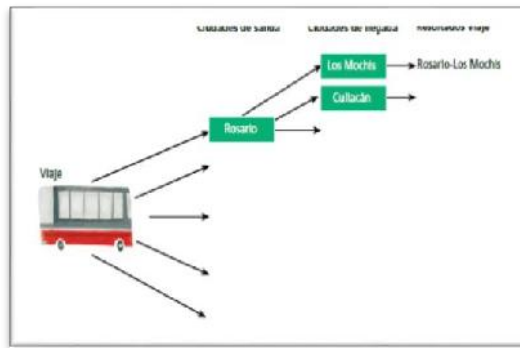 Ciudades de salida Ciudades de llegada Resultados Viaje
Los Mochis Rosario-Los Mochis
Culiacán
Rosario
Viaje